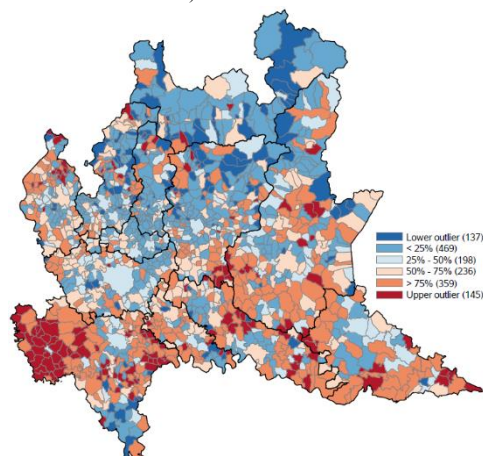 Lower outlier (137)
< 25% (469)
25% - 50% (198)
50% - 75% (236)
> 75% (359)
Upper outlier (145)